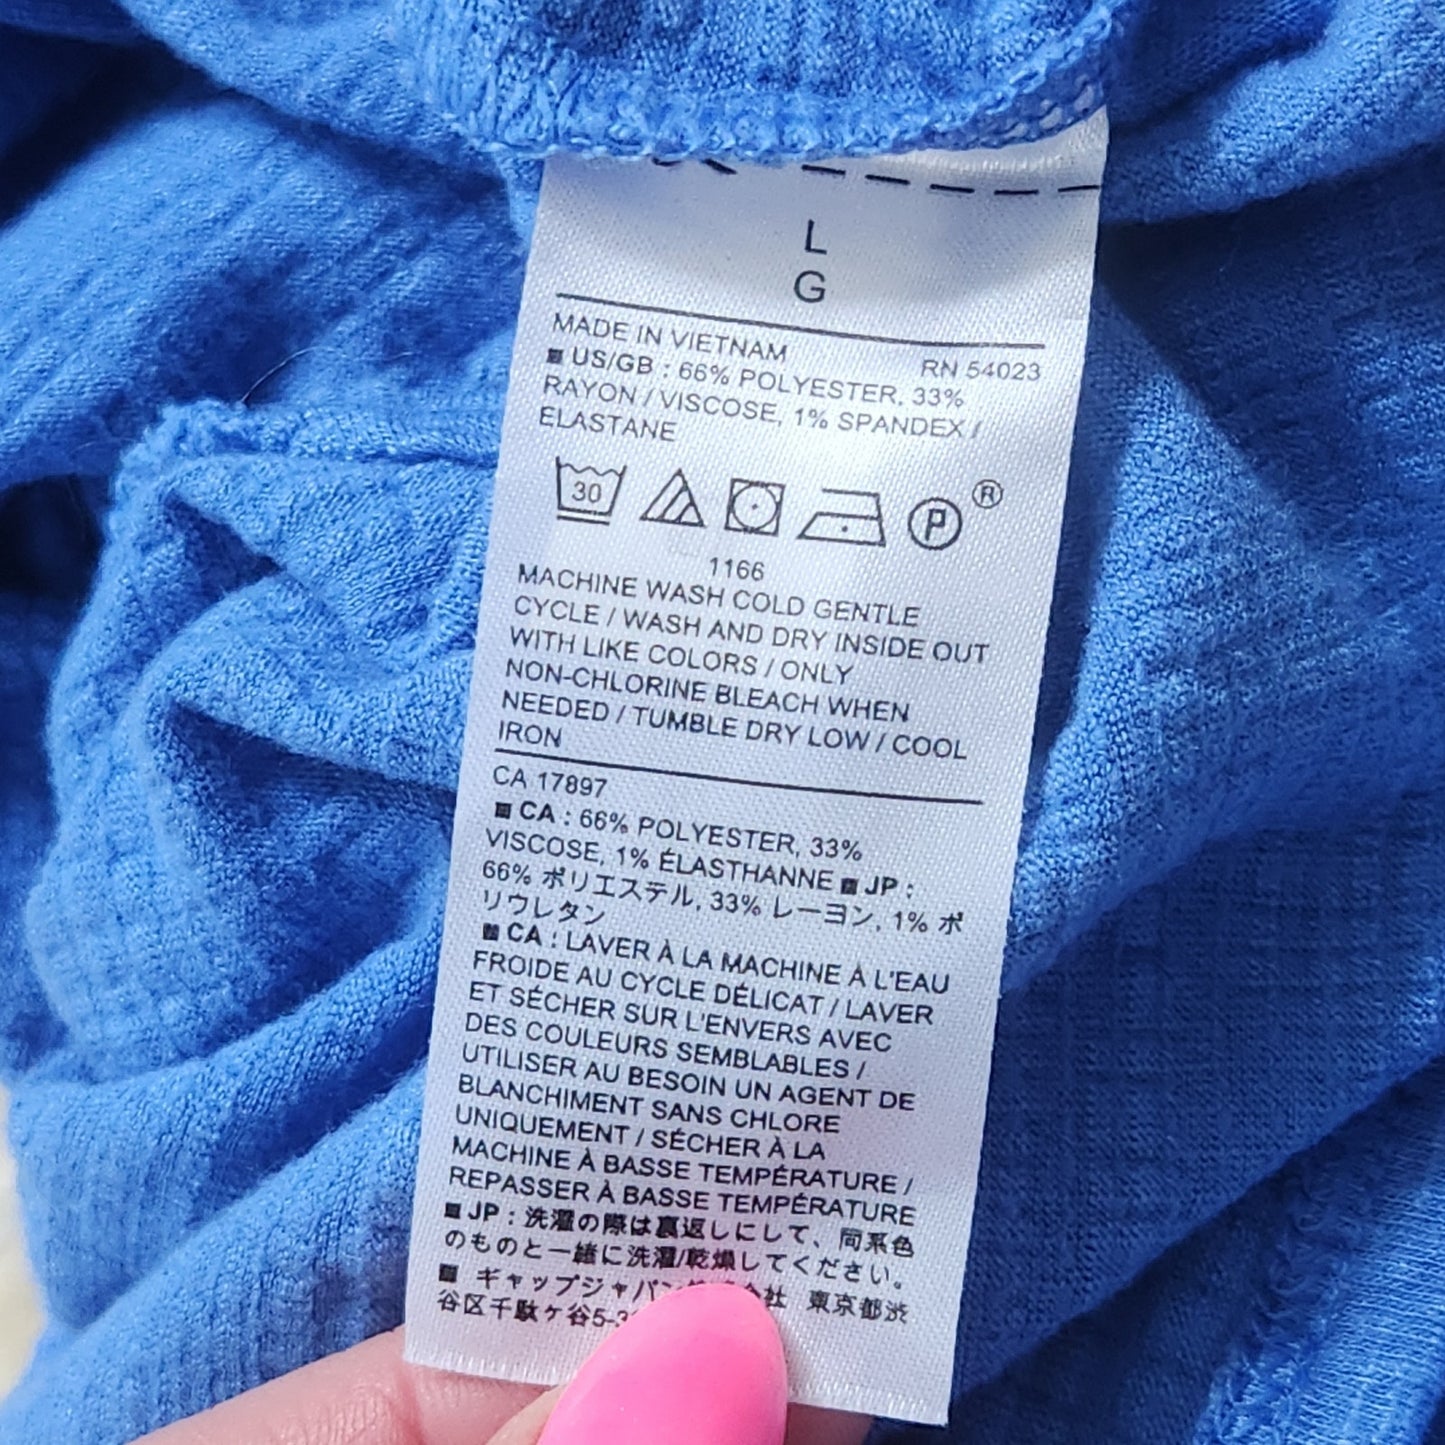 L
G
MADE IN VIETNAM RN 54023
US/GB : 66% POLYESTER, 33%
RAYON / VISCOSE, 1% SPANDEX /
ELASTANE
30 P ®
1166
MACHINE WASH COLD GENTLE
CYCLE / WASH AND DRY INSIDE OUT
WITH LIKE COLORS / ONLY
NON-CHLORINE BLEACH WHEN
NEEDED / TUMBLE DRY LOW / COOL
IRON
CA 17897
■ CA : 66% POLYESTER, 33%
VISCOSE, 1% ÉLASTHANNE ■ JP :
66% ポリエステル, 33% レーヨン, 1% ポ
リウレタン
■ CA : LAVER À LA MACHINE À L'EAU
FROIDE AU CYCLE DÉLICAT / LAVER
ET SÉCHER SUR L'ENVERS AVEC
DES COULEURS SEMBLABLES /
UTILISER AU BESOIN UN AGENT DE
BLANCHIMENT SANS CHLORE
UNIQUEMENT / SÉCHER À LA
MACHINE À BASSE TEMPÉRATURE /
REPASSER À BASSE TEMPÉRATURE
■ JP : 洗濯の際は裏返しにして、同系色
のものと一緒に洗濯/乾燥してください。
■ ギャップジャパン 会社 東京都渋
谷区千駄ヶ谷5-3